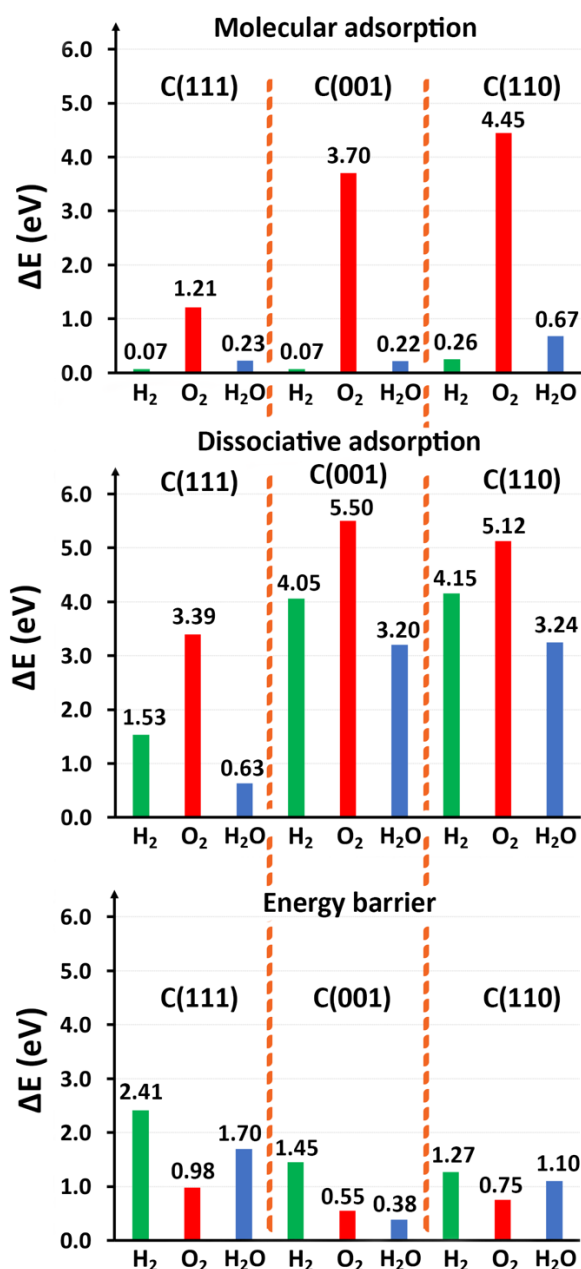 Molecular adsorption
6.0
C(111) C(001) C(110)
5.0
4.45
4.0
3.70
3.0
2.0
1.21
1.0
0.07 0.23 0.07 0.22 0.26 0.67
0.0
ΔE (eV)
H₂ O₂ H₂O H₂ O₂ H₂O H₂ O₂ H₂O
Dissociative adsorption
6.0
C(111) C(001) C(110)
5.50
5.12
5.0
4.05 4.15
4.0
3.39 3.20 3.24
3.0
2.0
1.53
1.0
0.63
0.0
ΔE (eV)
H₂ O₂ H₂O H₂ O₂ H₂O H₂ O₂ H₂O
Energy barrier
6.0
5.0
C(111) C(001) C(110)
4.0
3.0
2.41
2.0
1.70 1.45 1.27 1.10
1.0
0.98 0.55 0.38 0.75
0.0
ΔE (eV)
H₂ O₂ H₂O H₂ O₂ H₂O H₂ O₂ H₂O